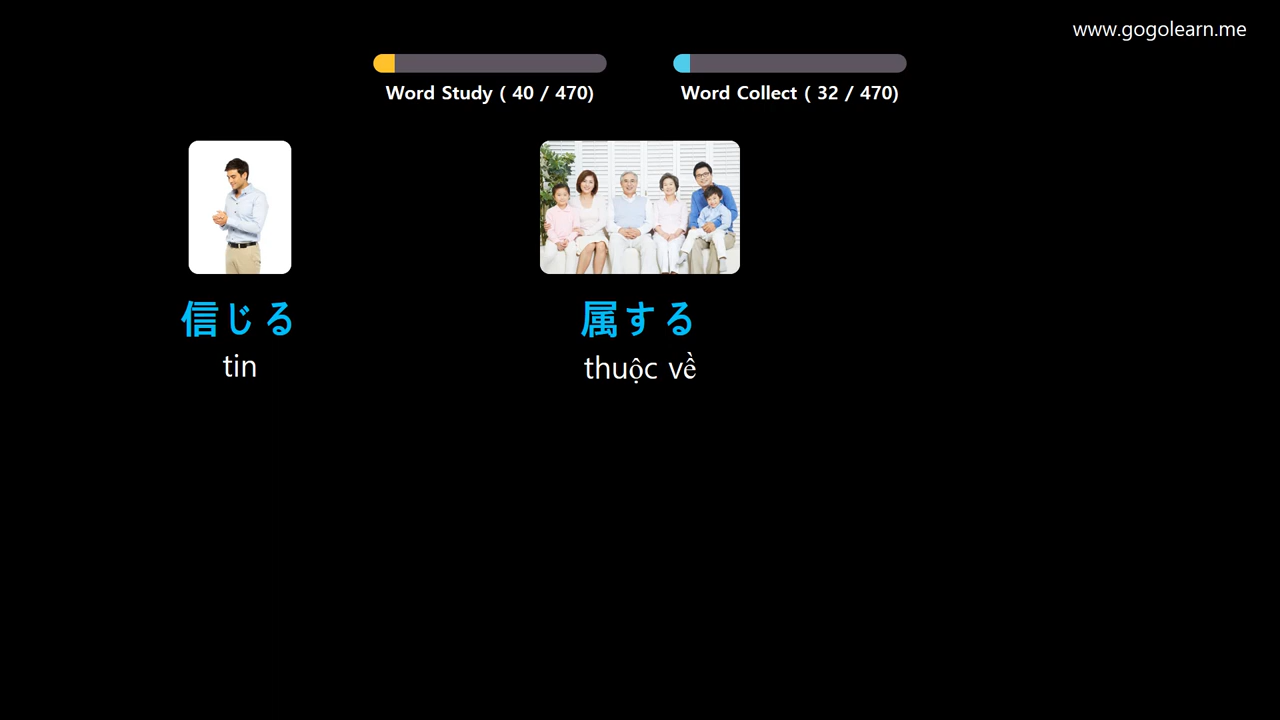 www.gogolearn.me
Word Study ( 40 / 470)
Word Collect ( 32 / 470)
信じる
tin
属する
thuộc về